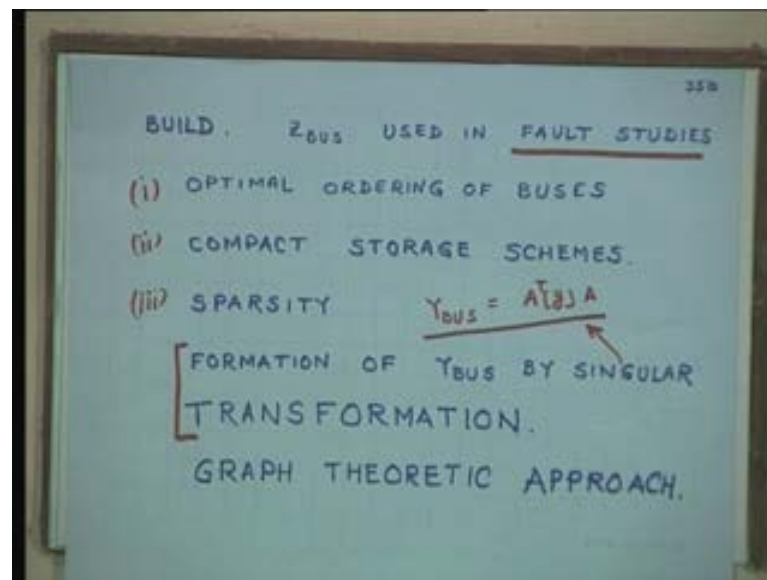 BUILD. ZBUS USED IN FAULT STUDIES
(i) OPTIMAL ORDERING OF BUSES
(ii) COMPACT STORAGE SCHEMES.
(iii) SPARSITY YBUS = Aᵀ[y] A
FORMATION OF YBUS BY SINGULAR
TRANSFORMATION.
GRAPH THEORETIC APPROACH.